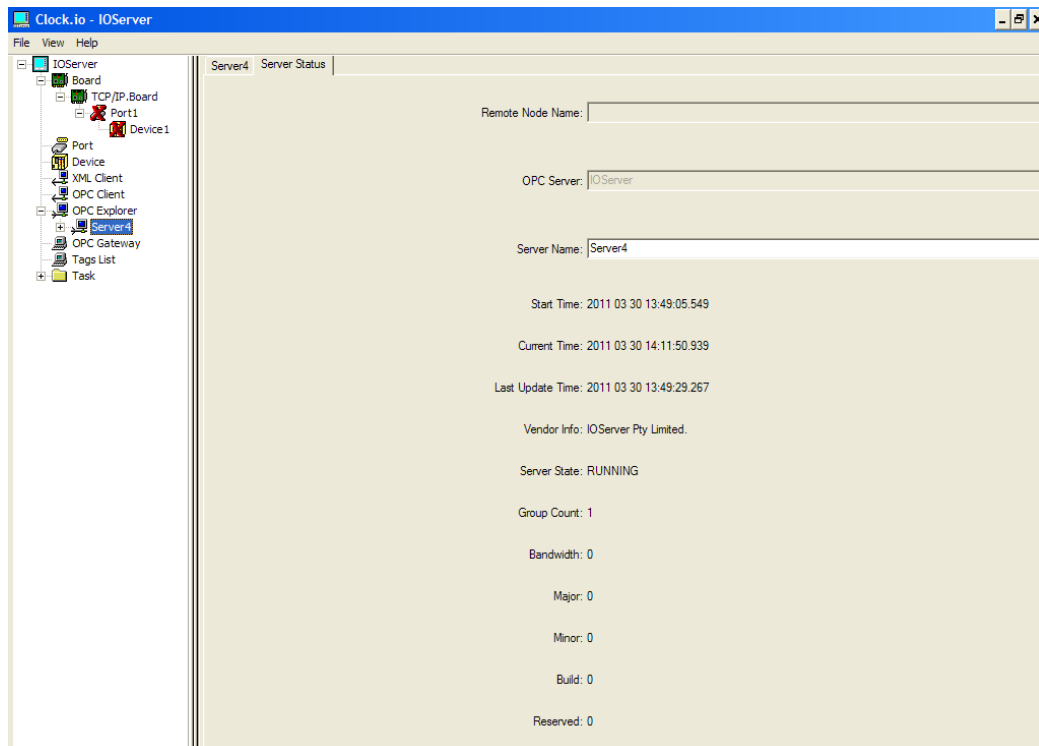 Clock.io - IOServer
File View Help
IOServer
Board
TCP/IP.Board
Port1
Device1
Port
Device
XML Client
OPC Client
OPC Explorer
Server4
OPC Gateway
Tags List
Task
Server4 Server Status
Remote Node Name:
OPC Server: IOServer
Server Name: Server4
Start Time: 2011 03 30 13:49:05.549
Current Time: 2011 03 30 14:11:50.939
Last Update Time: 2011 03 30 13:49:29.267
Vendor Info: IOServer Pty Limited.
Server State: RUNNING
Group Count: 1
Bandwidth: 0
Major: 0
Minor: 0
Build: 0
Reserved: 0